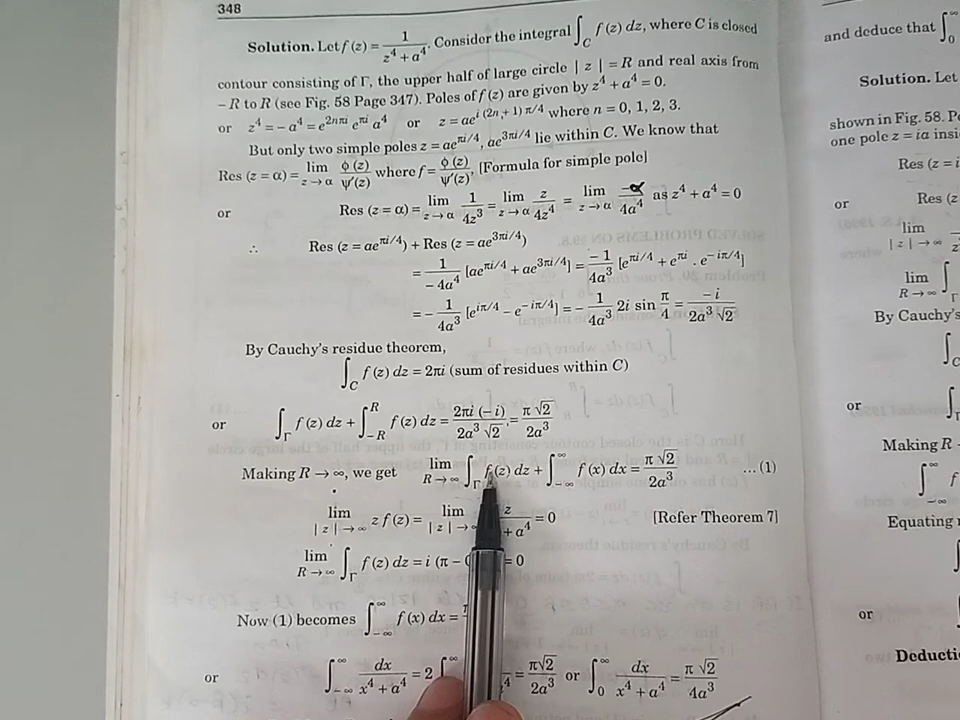 348
Solution. Let f(z) = 1/(z⁴ + a⁴). Consider the integral ∫_C f(z) dz, where C is closed
contour consisting of Γ, the upper half of large circle | z | = R and real axis from
– R to R (see Fig. 58 Page 347). Poles of f(z) are given by z⁴ + a⁴ = 0.
or z⁴ = – a⁴ = e^{2nπi} e^{πi} a⁴ or z = ae^{i (2n + 1) π/4} where n = 0, 1, 2, 3.
But only two simple poles z = ae^{πi/4}, ae^{3πi/4} lie within C. We know that
Res (z = α) = lim_{z → α} φ(z)/ψ′(z) where f = φ(z)/ψ′(z), [Formula for simple pole]
or Res (z = α) = lim_{z → α} 1/4z³ = lim_{z → α} z/4z⁴ = lim_{z → α} –α/4a⁴ as z⁴ + a⁴ = 0
∴ Res (z = ae^{πi/4}) + Res (z = ae^{3πi/4})
= 1/–4a⁴ [ae^{πi/4} + ae^{3πi/4}] = –1/4a³ [e^{πi/4} + e^{πi} . e^{–iπ/4}]
= – 1/4a³ [e^{iπ/4} – e^{–iπ/4}] = – 1/4a³ 2i sin π/4 = –i/2a³ √2
By Cauchy's residue theorem,
∫_C f(z) dz = 2πi (sum of residues within C)
or ∫_Γ f(z) dz + ∫_{–R}^{R} f(z) dz = 2πi (–i)/2a³ √2 = π √2/2a³
Making R → ∞, we get lim_{R → ∞} ∫_Γ f(z) dz + ∫_{–∞}^{∞} f(x) dx = π √2/2a³ ...(1)
lim_{| z | → ∞} z f(z) = lim_{| z | →} z/ + a⁴ = 0 [Refer Theorem 7]
lim_{R → ∞} ∫_Γ f(z) dz = i (π – = 0
Now (1) becomes ∫_{–∞}^{∞} f(x) dx =
or ∫_{–∞}^{∞} dx/(x⁴ + a⁴) = 2 ∫^{∞} = π√2/2a³ or ∫_0^{∞} dx/(x⁴ + a⁴) = π √2/4a³
and deduce that ∫_0
Solution. Let
shown in Fig. 58.
one pole z = ia
Res (z =
or Res (z
lim_{| z | → ∞}
lim_{R → ∞} ∫_Γ
By Cauchy's
∫_C
or ∫_Γ
Making R
∫_{–∞}^{∞} f
Equating
or